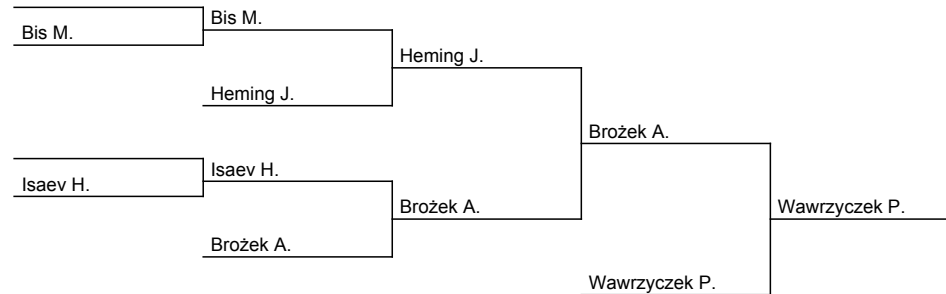 Bis M.
Bis M.
Heming J.
Heming J.
Brożek A.
Isaev H.
Isaev H.
Brożek A.
Wawrzyczek P.
Brożek A.
Wawrzyczek P.